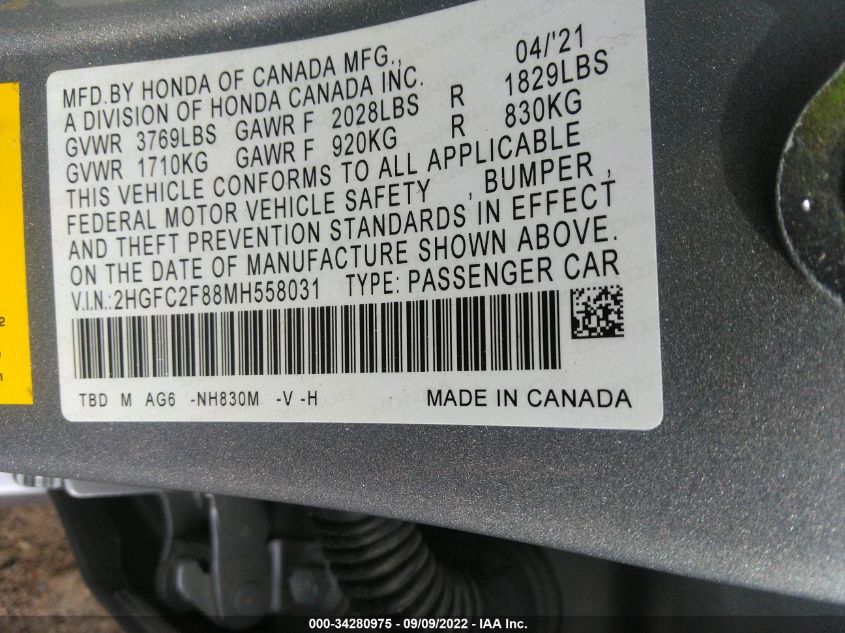 MFD.BY HONDA OF CANADA MFG., 04/'21
A DIVISION OF HONDA CANADA INC.
GVWR 3769LBS GAWR F 2028LBS R 1829LBS
GVWR 1710KG GAWR F 920KG R 830KG
THIS VEHICLE CONFORMS TO ALL APPLICABLE
FEDERAL MOTOR VEHICLE SAFETY , BUMPER ,
AND THEFT PREVENTION STANDARDS IN EFFECT
ON THE DATE OF MANUFACTURE SHOWN ABOVE.
V.I.N.:2HGFC2F88MH558031 TYPE: PASSENGER CAR
TBD M AG6 -NH830M -V -H MADE IN CANADA
000-34280975 - 09/09/2022 - IAA Inc.